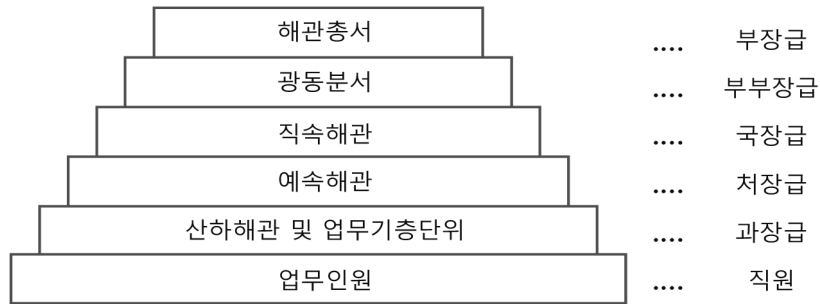 해관총서 .... 부장급
광동분서 .... 부부장급
직속해관 .... 국장급
예속해관 .... 처장급
산하해관 및 업무기층단위 .... 과장급
업무인원 .... 직원